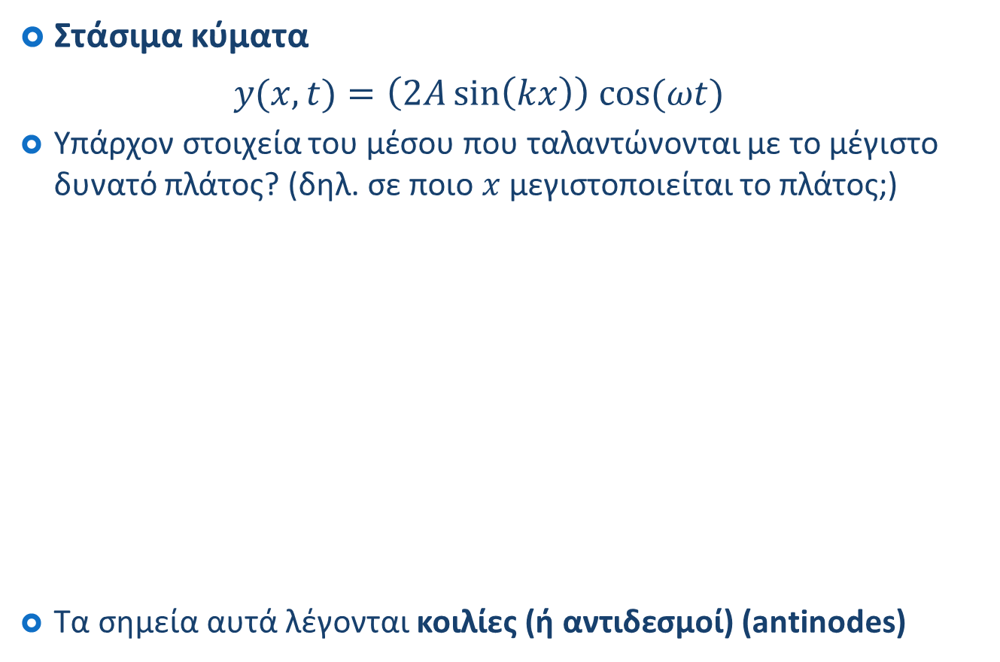 Στάσιμα κύματα
y(x, t) = (2A sin(kx)) cos(ωt)
Υπάρχον στοιχεία του μέσου που ταλαντώνονται με το μέγιστο
δυνατό πλάτος? (δηλ. σε ποιο x μεγιστοποιείται το πλάτος;)
Τα σημεία αυτά λέγονται κοιλίες (ή αντιδεσμοί) (antinodes)